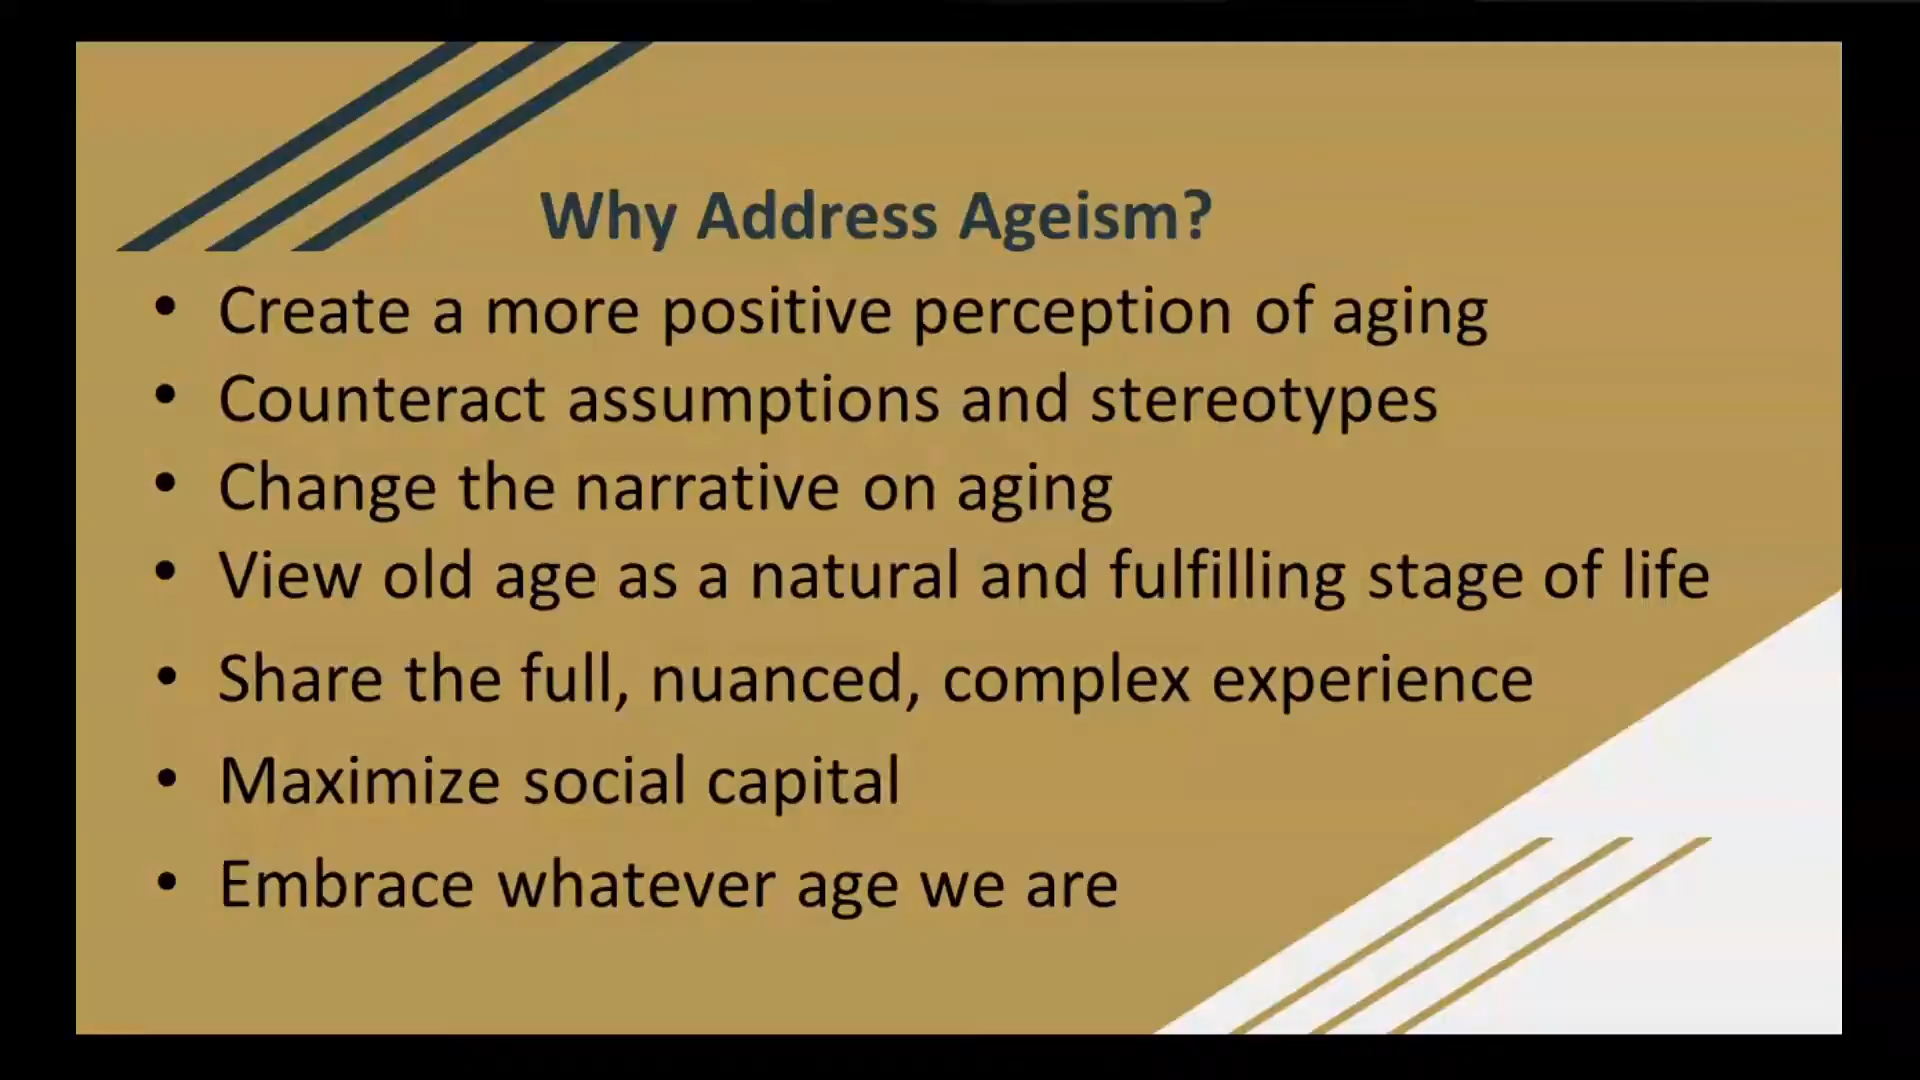 Why Address Ageism?
• Create a more positive perception of aging
• Counteract assumptions and stereotypes
• Change the narrative on aging
• View old age as a natural and fulfilling stage of life
• Share the full, nuanced, complex experience
• Maximize social capital
• Embrace whatever age we are